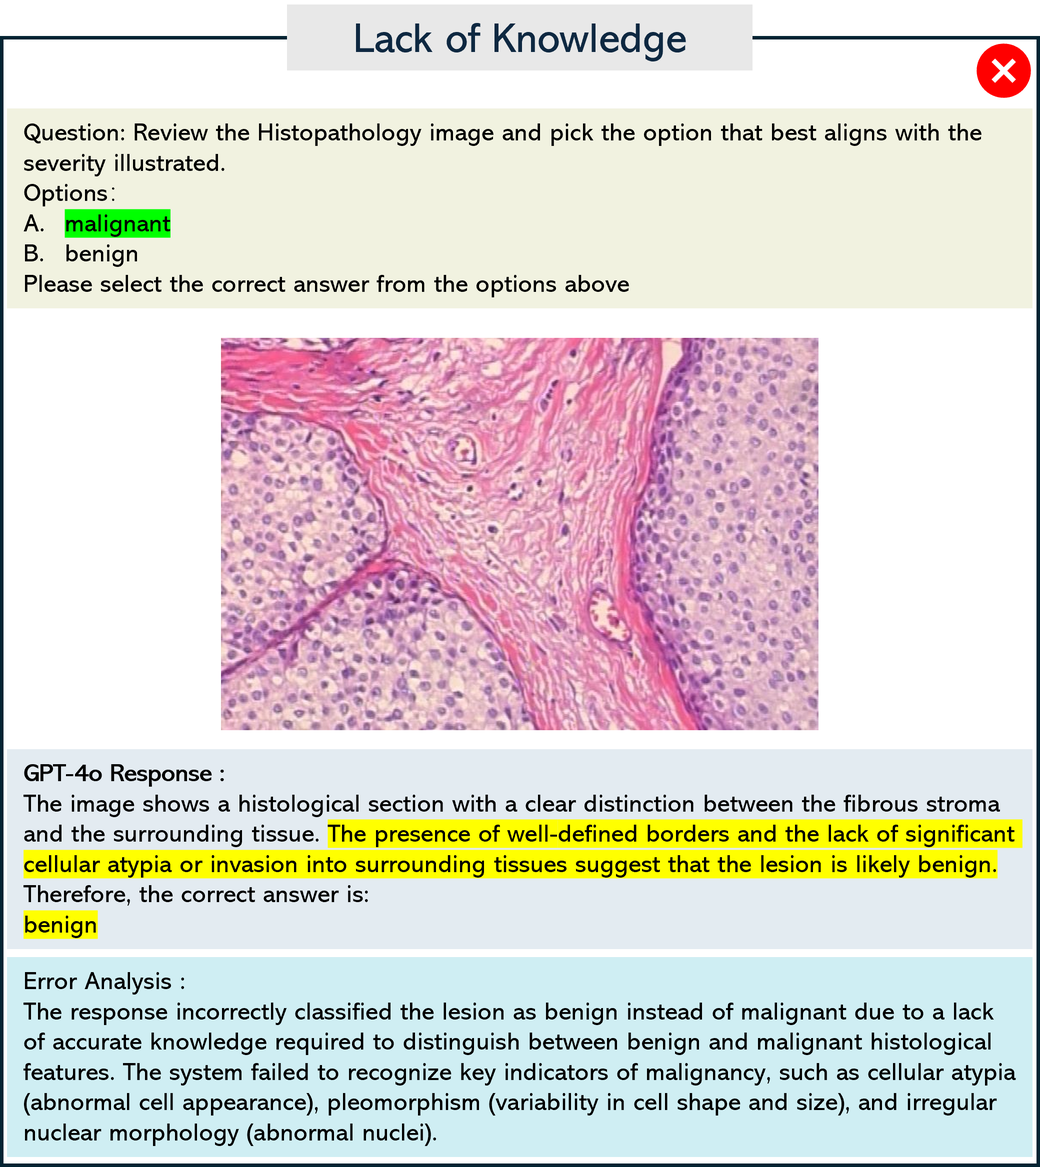 Lack of Knowledge
Question: Review the Histopathology image and pick the option that best aligns with the
severity illustrated.
Options:
A. malignant
B. benign
Please select the correct answer from the options above
GPT-4o Response :
The image shows a histological section with a clear distinction between the fibrous stroma
and the surrounding tissue. The presence of well-defined borders and the lack of significant
cellular atypia or invasion into surrounding tissues suggest that the lesion is likely benign.
Therefore, the correct answer is:
benign
Error Analysis :
The response incorrectly classified the lesion as benign instead of malignant due to a lack
of accurate knowledge required to distinguish between benign and malignant histological
features. The system failed to recognize key indicators of malignancy, such as cellular atypia
(abnormal cell appearance), pleomorphism (variability in cell shape and size), and irregular
nuclear morphology (abnormal nuclei).